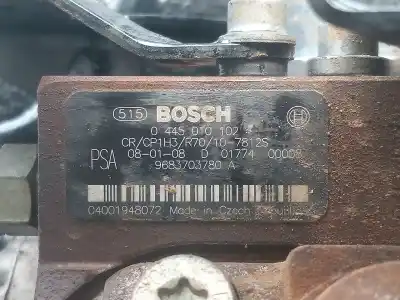 515 BOSCH
0 445 010 102
CR/CP1H3/R70/10-7812S
PSA 08-01-08 D 01774
9683703780 A
04001948072 Made in Czech Republic